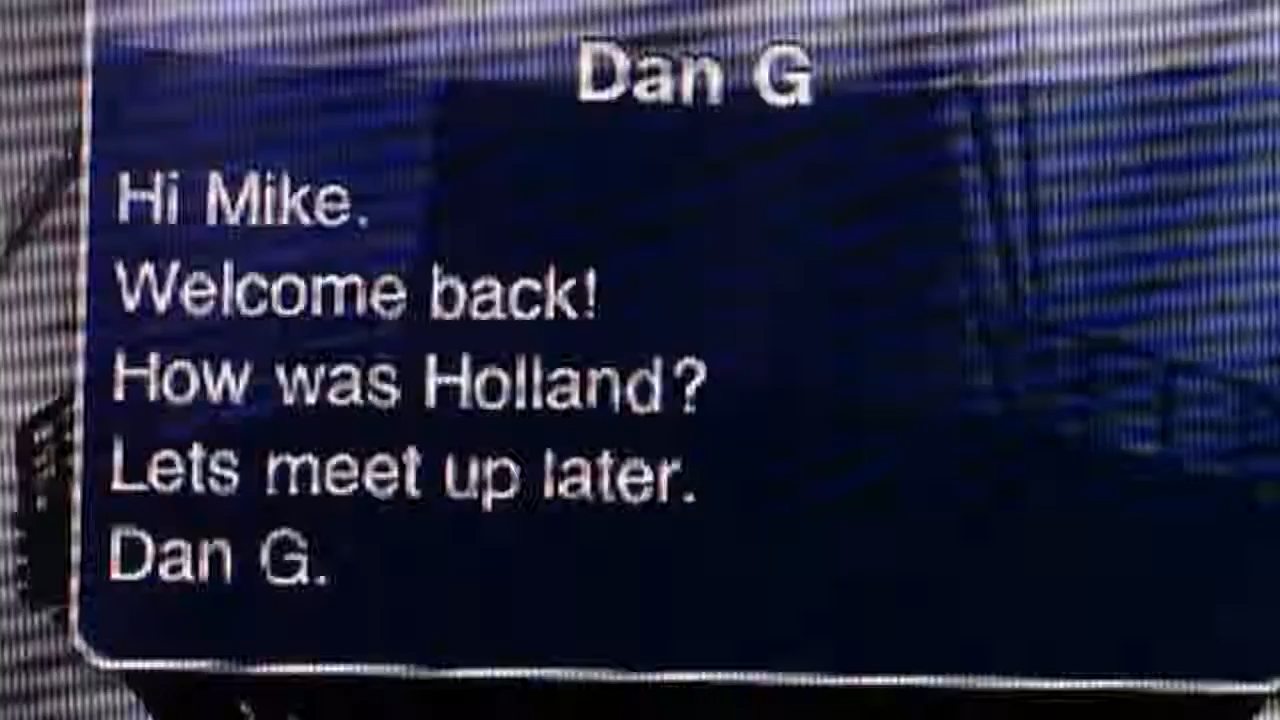 Dan G
Hi Mike.
Welcome back!
How was Holland?
Lets meet up later.
Dan G.